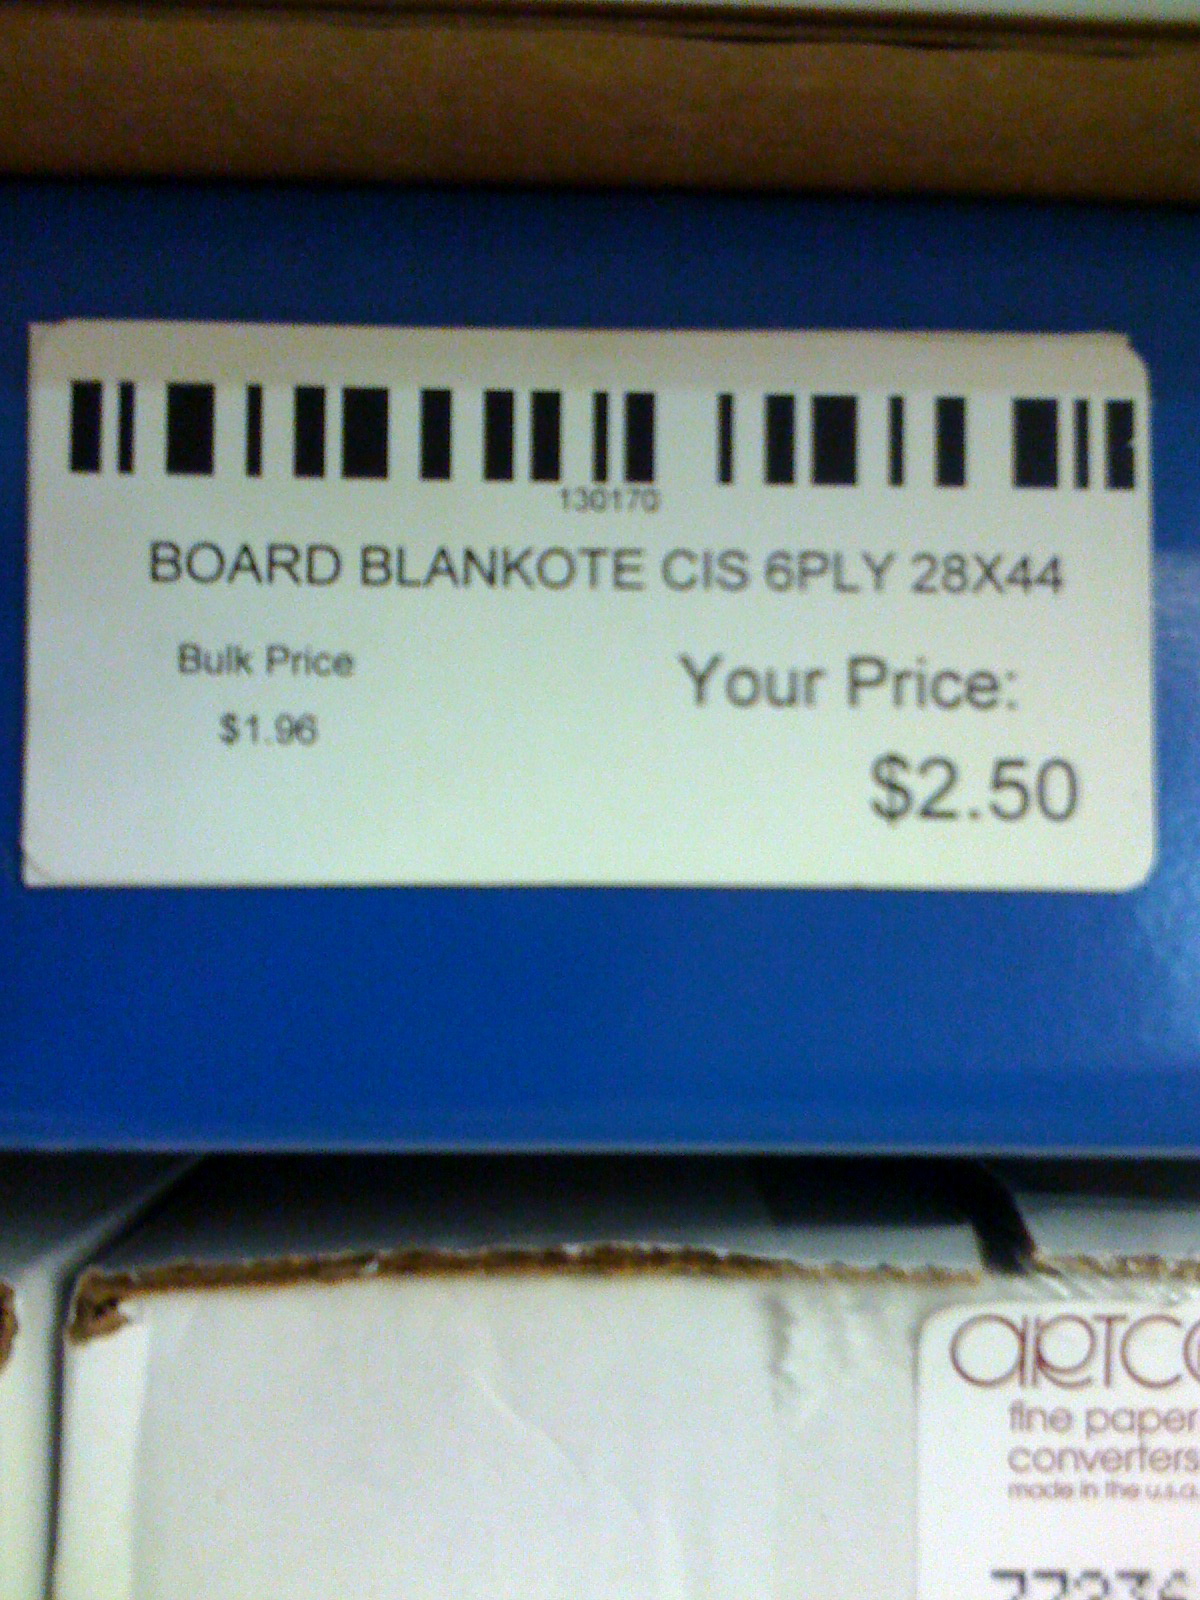 130170
BOARD BLANKOTE CIS 6PLY 28X44
Bulk Price
$1.96
Your Price:
$2.50
fine paper
converters
made in the u.s.a.